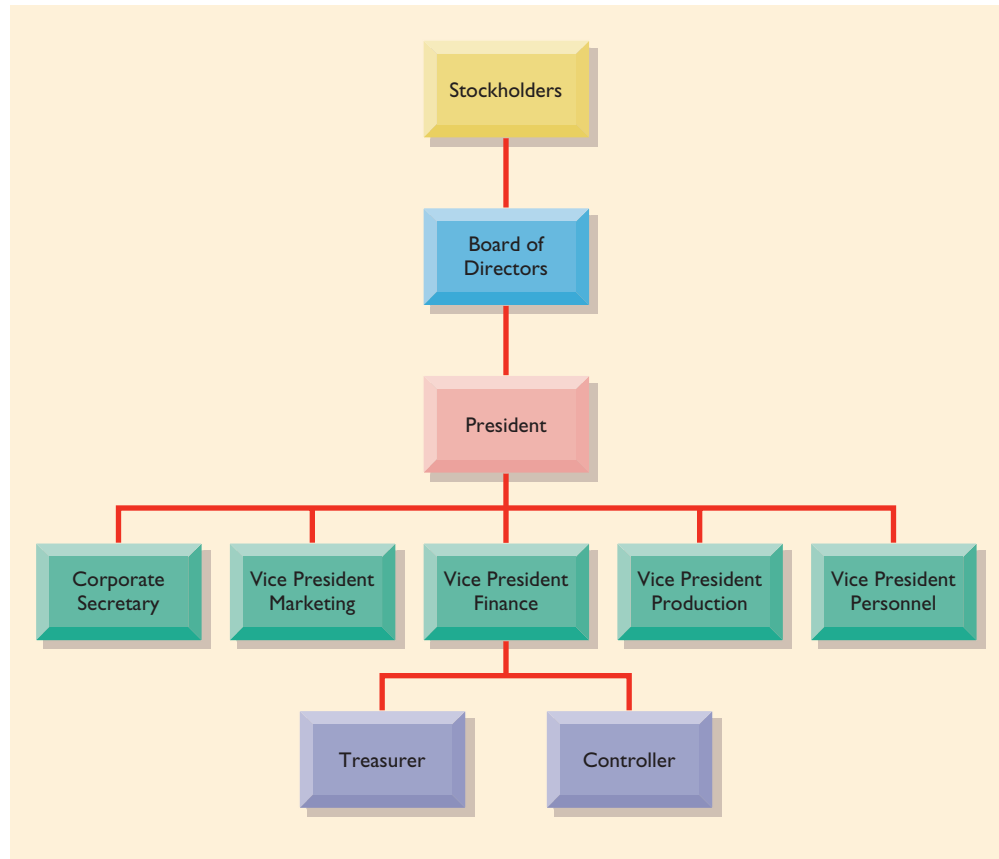 Stockholders
Board of
Directors
President
Corporate
Secretary
Vice President
Marketing
Vice President
Finance
Vice President
Production
Vice President
Personnel
Treasurer
Controller